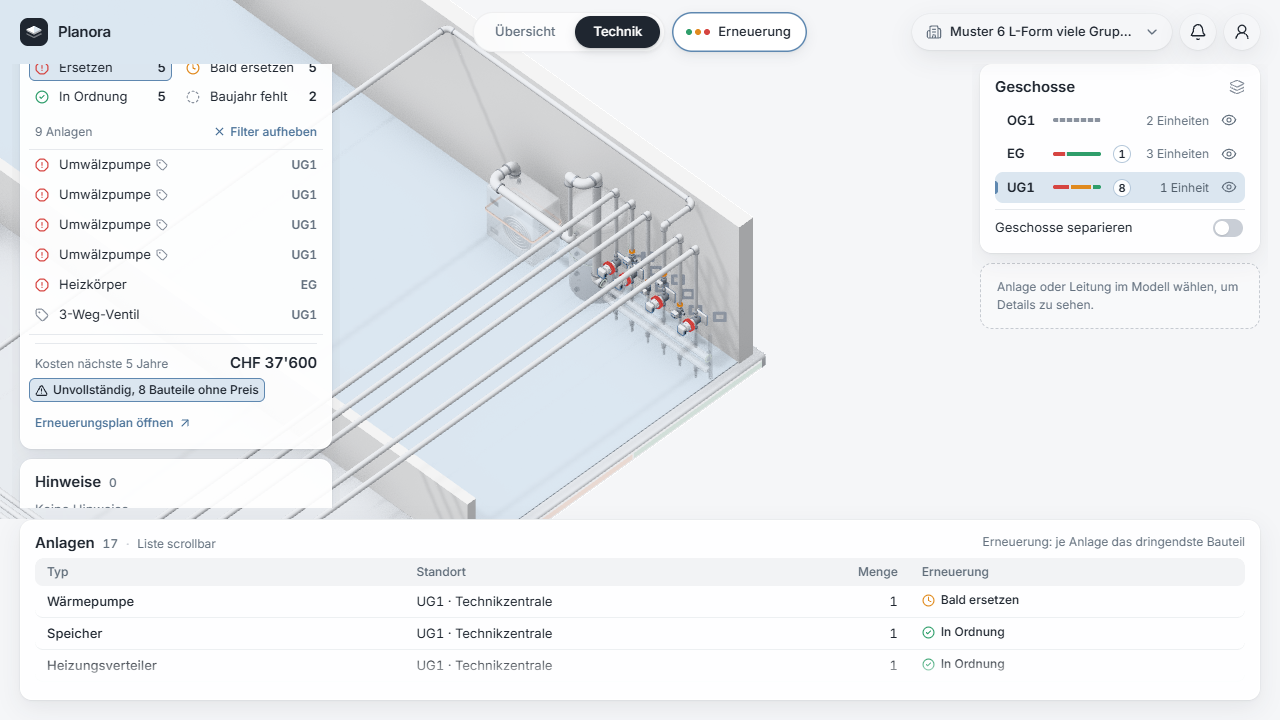 Planora
Übersicht
Technik
Erneuerung
Muster 6 L-Form viele Grup...
Ersetzen 5
Bald ersetzen 5
In Ordnung 5
Baujahr fehlt 2
9 Anlagen
Filter aufheben
Umwälzpumpe UG1
Umwälzpumpe UG1
Umwälzpumpe UG1
Umwälzpumpe UG1
Heizkörper EG
3-Weg-Ventil UG1
Kosten nächste 5 Jahre CHF 37'600
Unvollständig, 8 Bauteile ohne Preis
Erneuerungsplan öffnen
Hinweise 0
Keine Hinweise
Geschosse
OG1 2 Einheiten
EG 1 3 Einheiten
UG1 8 1 Einheit
Geschosse separieren
Anlage oder Leitung im Modell wählen, um
Details zu sehen.
Anlagen 17 · Liste scrollbar
Erneuerung: je Anlage das dringendste Bauteil
Typ Standort Menge Erneuerung
Wärmepumpe UG1 · Technikzentrale 1 Bald ersetzen
Speicher UG1 · Technikzentrale 1 In Ordnung
Heizungsverteiler UG1 · Technikzentrale 1 In Ordnung